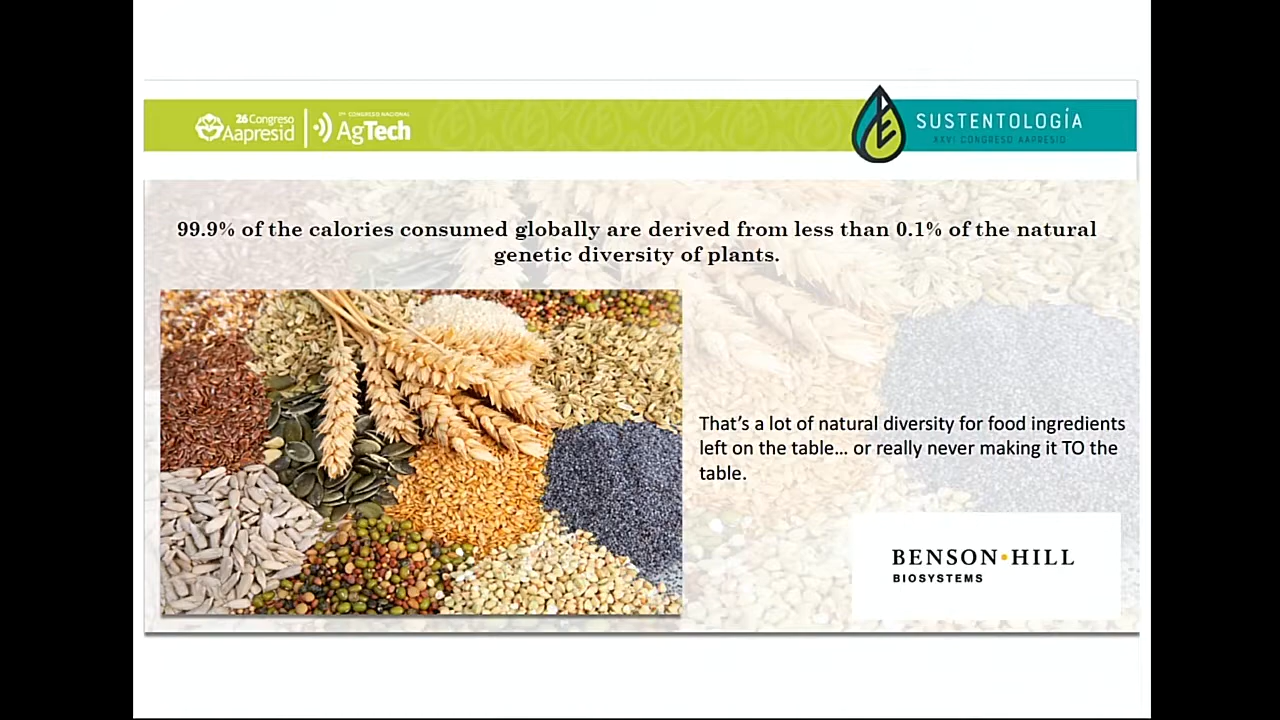 26 Congreso
Aapresid
1er CONGRESO NACIONAL
AgTech
SUSTENTOLOGÍA
XXVI CONGRESO AAPRESID
99.9% of the calories consumed globally are derived from less than 0.1% of the natural
genetic diversity of plants.
That's a lot of natural diversity for food ingredients
left on the table... or really never making it TO the
table.
BENSON•HILL
BIOSYSTEMS